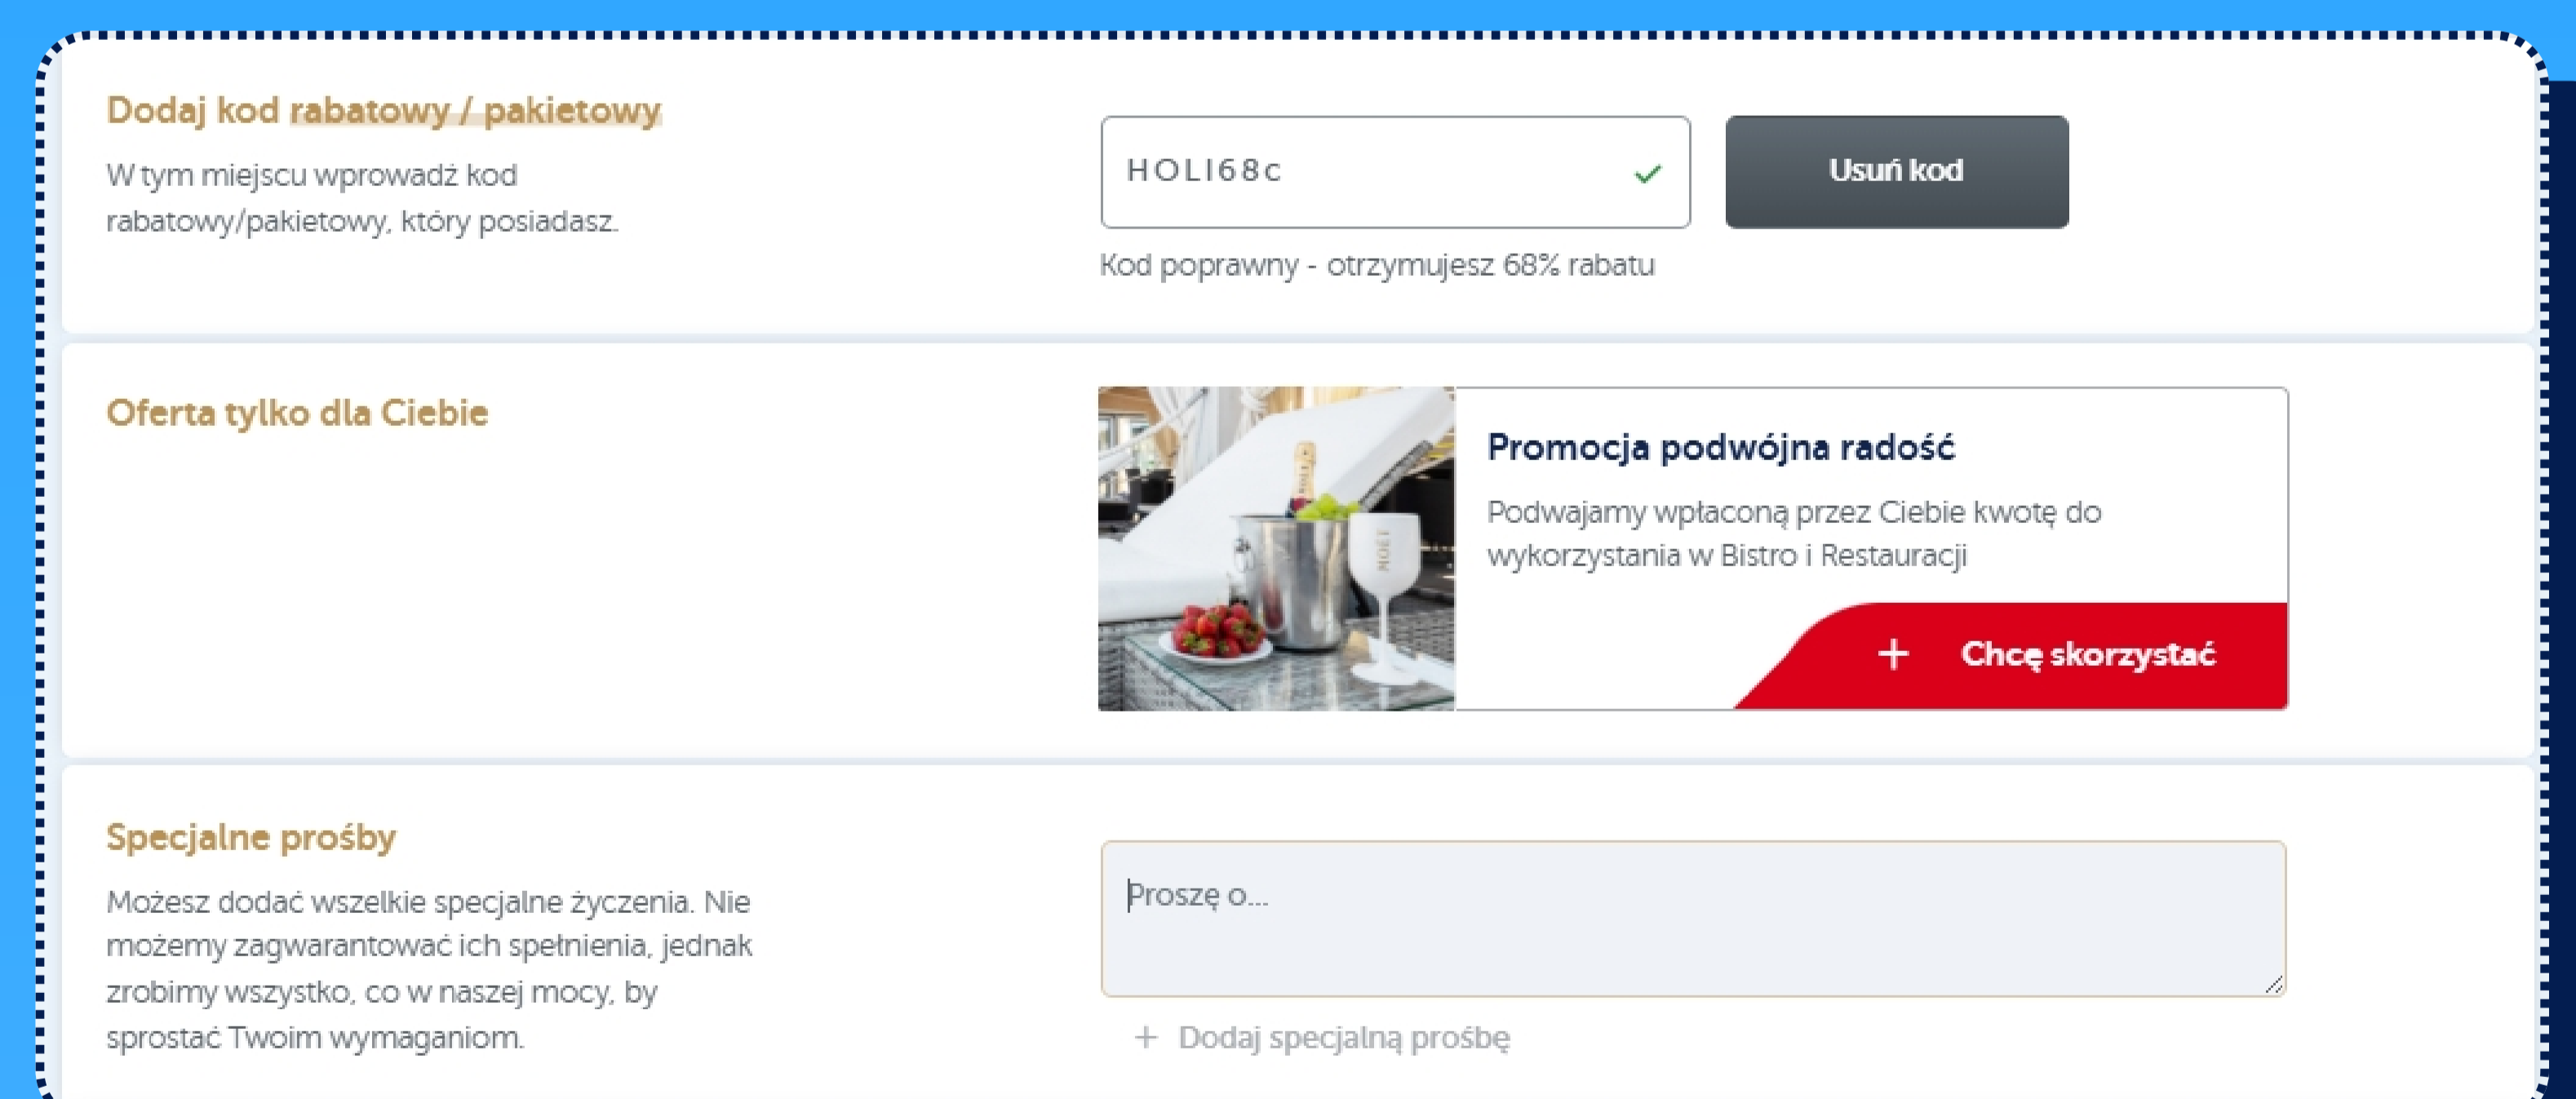 Dodaj kod rabatowy / pakietowy
W tym miejscu wprowadź kod
rabatowy/pakietowy, który posiadasz.
HOLI68c
Usuń kod
Kod poprawny - otrzymujesz 68% rabatu
Oferta tylko dla Ciebie
MOËT
Promocja podwójna radość
Podwajamy wpłaconą przez Ciebie kwotę do
wykorzystania w Bistro i Restauracji
+ Chcę skorzystać
Specjalne prośby
Możesz dodać wszelkie specjalne życzenia. Nie
możemy zagwarantować ich spełnienia, jednak
zrobimy wszystko, co w naszej mocy, by
sprostać Twoim wymaganiom.
Proszę o...
+ Dodaj specjalną prośbę